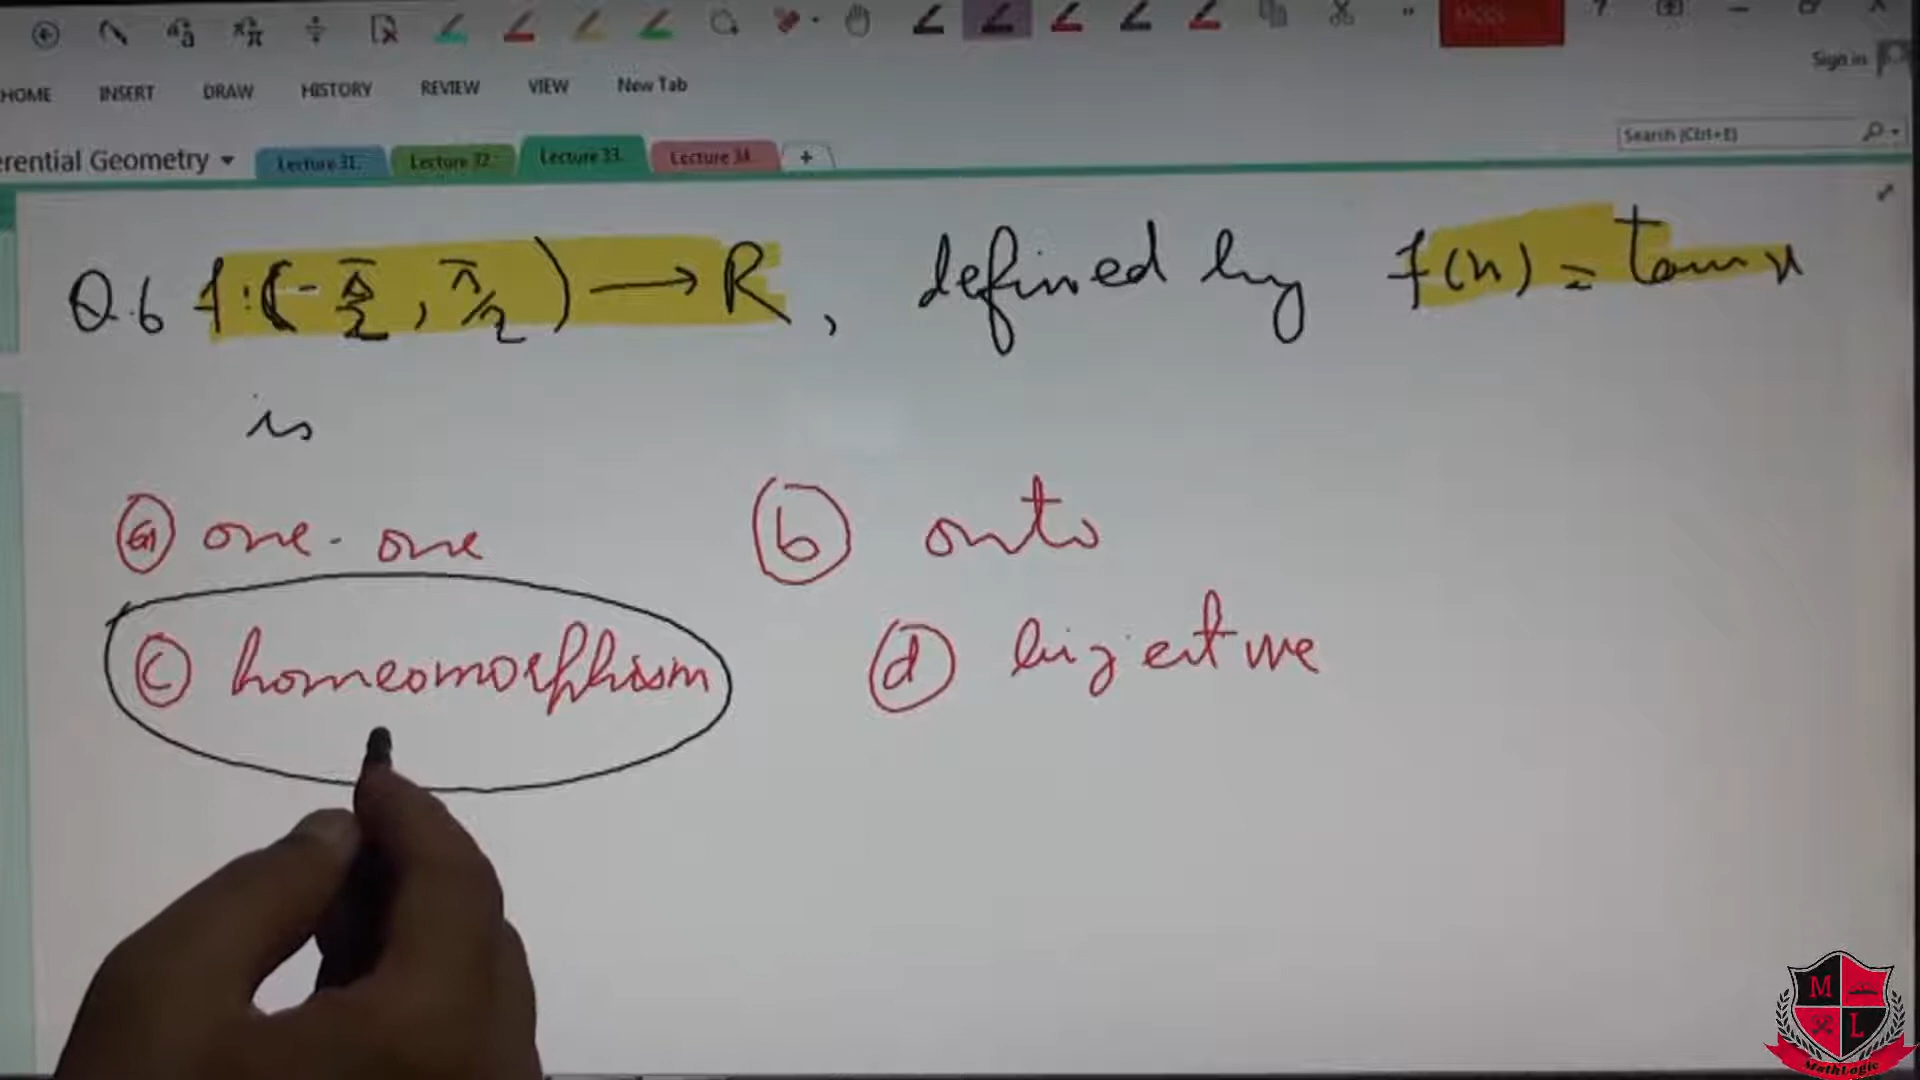 HOME INSERT DRAW HISTORY REVIEW VIEW New Tab
Sign in
Search (Ctrl+E)
erential Geometry Lecture 31. Lecture 32 Lecture 33. Lecture 34. +
Q.6 f:(-π/2, π/2) → R, defined by f(x) = tan x
is
(a) one-one (b) onto
(c) homeomorphism (d) bijective
M L
MathLogic